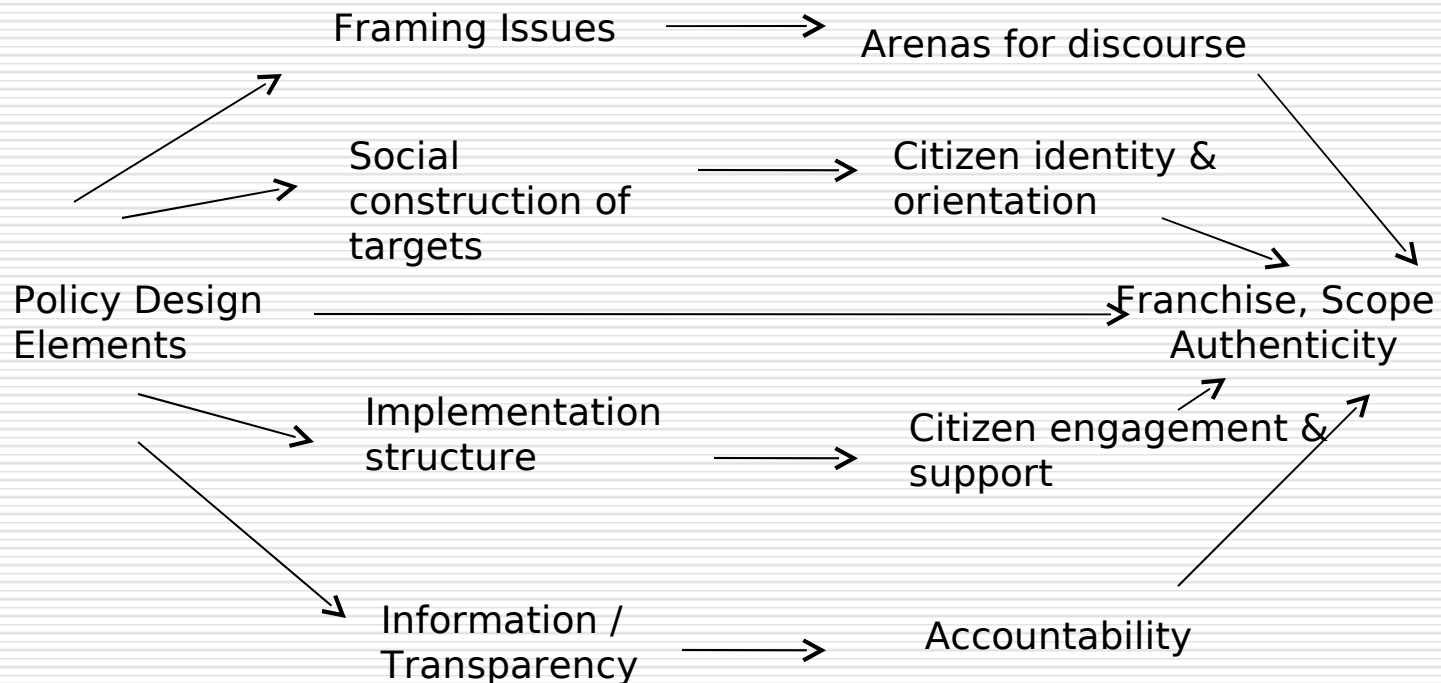 Framing Issues
Arenas for discourse
Social
construction of
targets
Citizen identity &
orientation
Policy Design
Elements
Franchise, Scope
Authenticity
Implementation
structure
Citizen engagement &
support
Information /
Transparency
Accountability